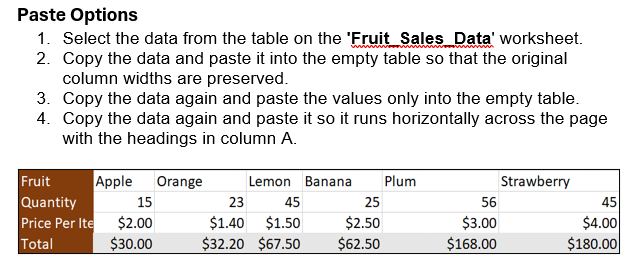 Paste Options
1. Select the data from the table on the 'Fruit_Sales_Data' worksheet.
2. Copy the data and paste it into the empty table so that the original
column widths are preserved.
3. Copy the data again and paste the values only into the empty table.
4. Copy the data again and paste it so it runs horizontally across the page
with the headings in column A.
Fruit Apple Orange Lemon Banana Plum Strawberry
Quantity 15 23 45 25 56 45
Price Per Ite $2.00 $1.40 $1.50 $2.50 $3.00 $4.00
Total $30.00 $32.20 $67.50 $62.50 $168.00 $180.00